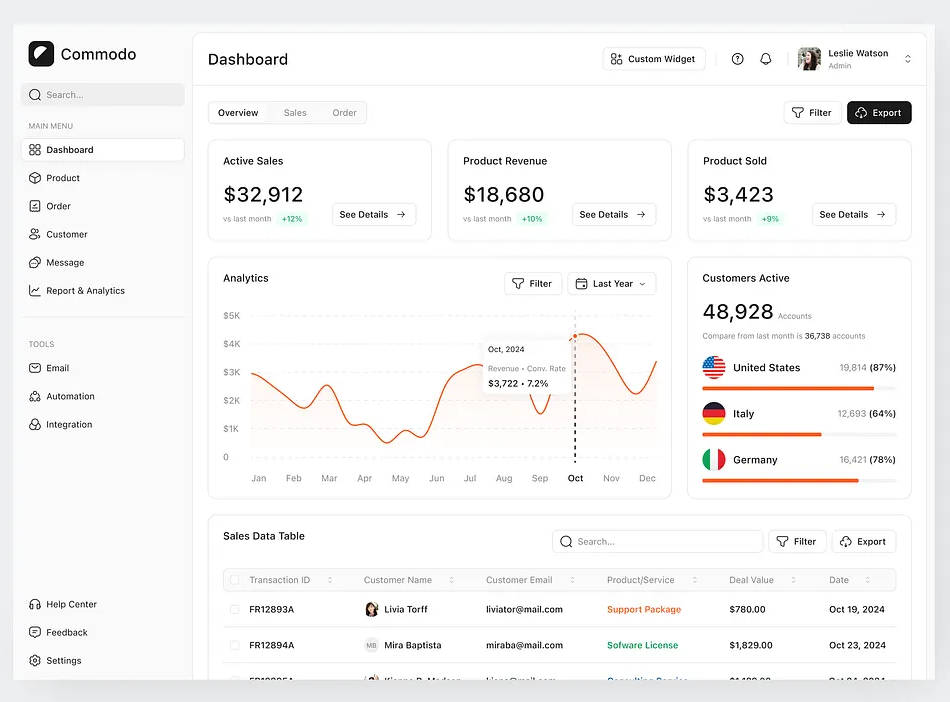 Commodo
Search...
MAIN MENU
Dashboard
Product
Order
Customer
Message
Report & Analytics
TOOLS
Email
Automation
Integration
Help Center
Feedback
Settings
Dashboard
Custom Widget
Leslie Watson
Admin
Overview Sales Order
Filter Export
Active Sales
$32,912
vs last month +12%
See Details
Product Revenue
$18,680
vs last month +10%
See Details
Product Sold
$3,423
vs last month +9%
See Details
Analytics
Filter Last Year
$5K
$4K
$3K
$2K
$1K
0
Oct, 2024
Revenue • Conv. Rate
$3,722 • 7.2%
Jan Feb Mar Apr May Jun Jul Aug Sep Oct Nov Dec
Customers Active
48,928 Accounts
Compare from last month is 36,738 accounts
United States 19,814 (87%)
Italy 12,693 (64%)
Germany 16,421 (78%)
Sales Data Table
Search...
Filter Export
Transaction ID Customer Name Customer Email Product/Service Deal Value Date
FR12893A Livia Torff liviator@mail.com Support Package $780.00 Oct 19, 2024
MB
FR12894A Mira Baptista miraba@mail.com Sofware License $1,829.00 Oct 23, 2024